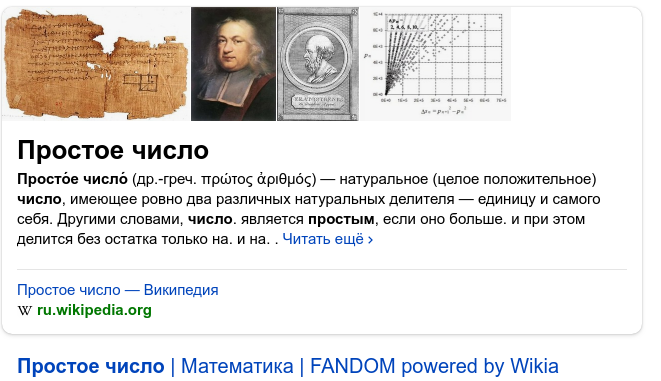 Простое число
Просто́е число́ (др.-греч. πρώτος ἀριθμός) — натуральное (целое положительное)
число, имеющее ровно два различных натуральных делителя — единицу и самого
себя. Другими словами, число. является простым, если оно больше. и при этом
делится без остатка только на. и на. . Читать ещё ›
Простое число — Википедия
W ru.wikipedia.org
Простое число | Математика | FANDOM powered by Wikia